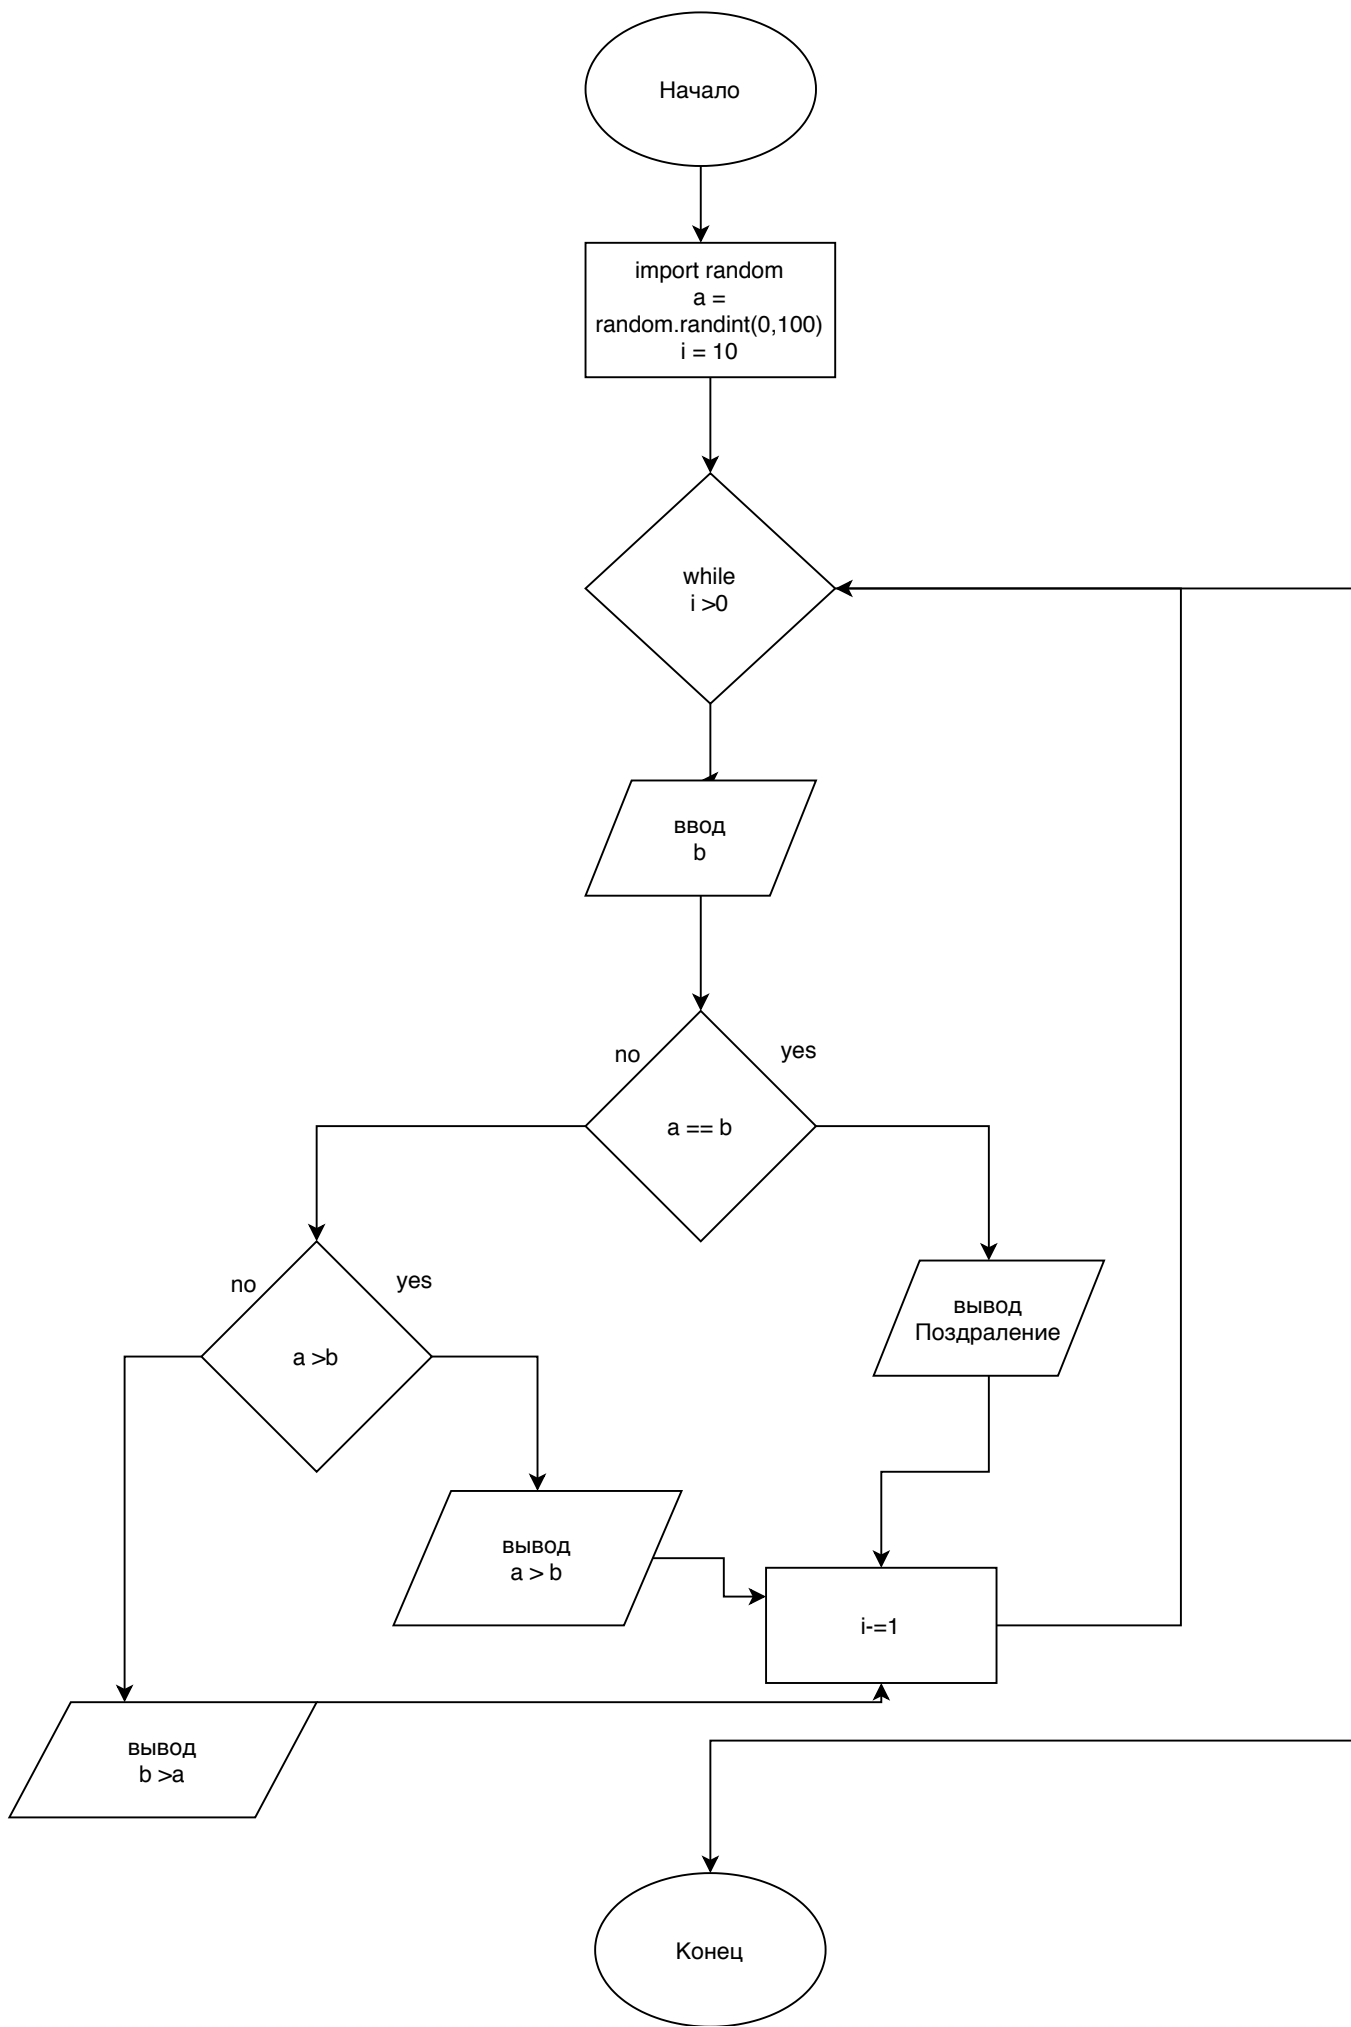 Начало
import random
a =
random.randint(0,100)
i = 10
while
i >0
ввод
b
no
yes
a == b
no
yes
a >b
вывод
Поздраление
вывод
a > b
i-=1
вывод
b >a
Конец